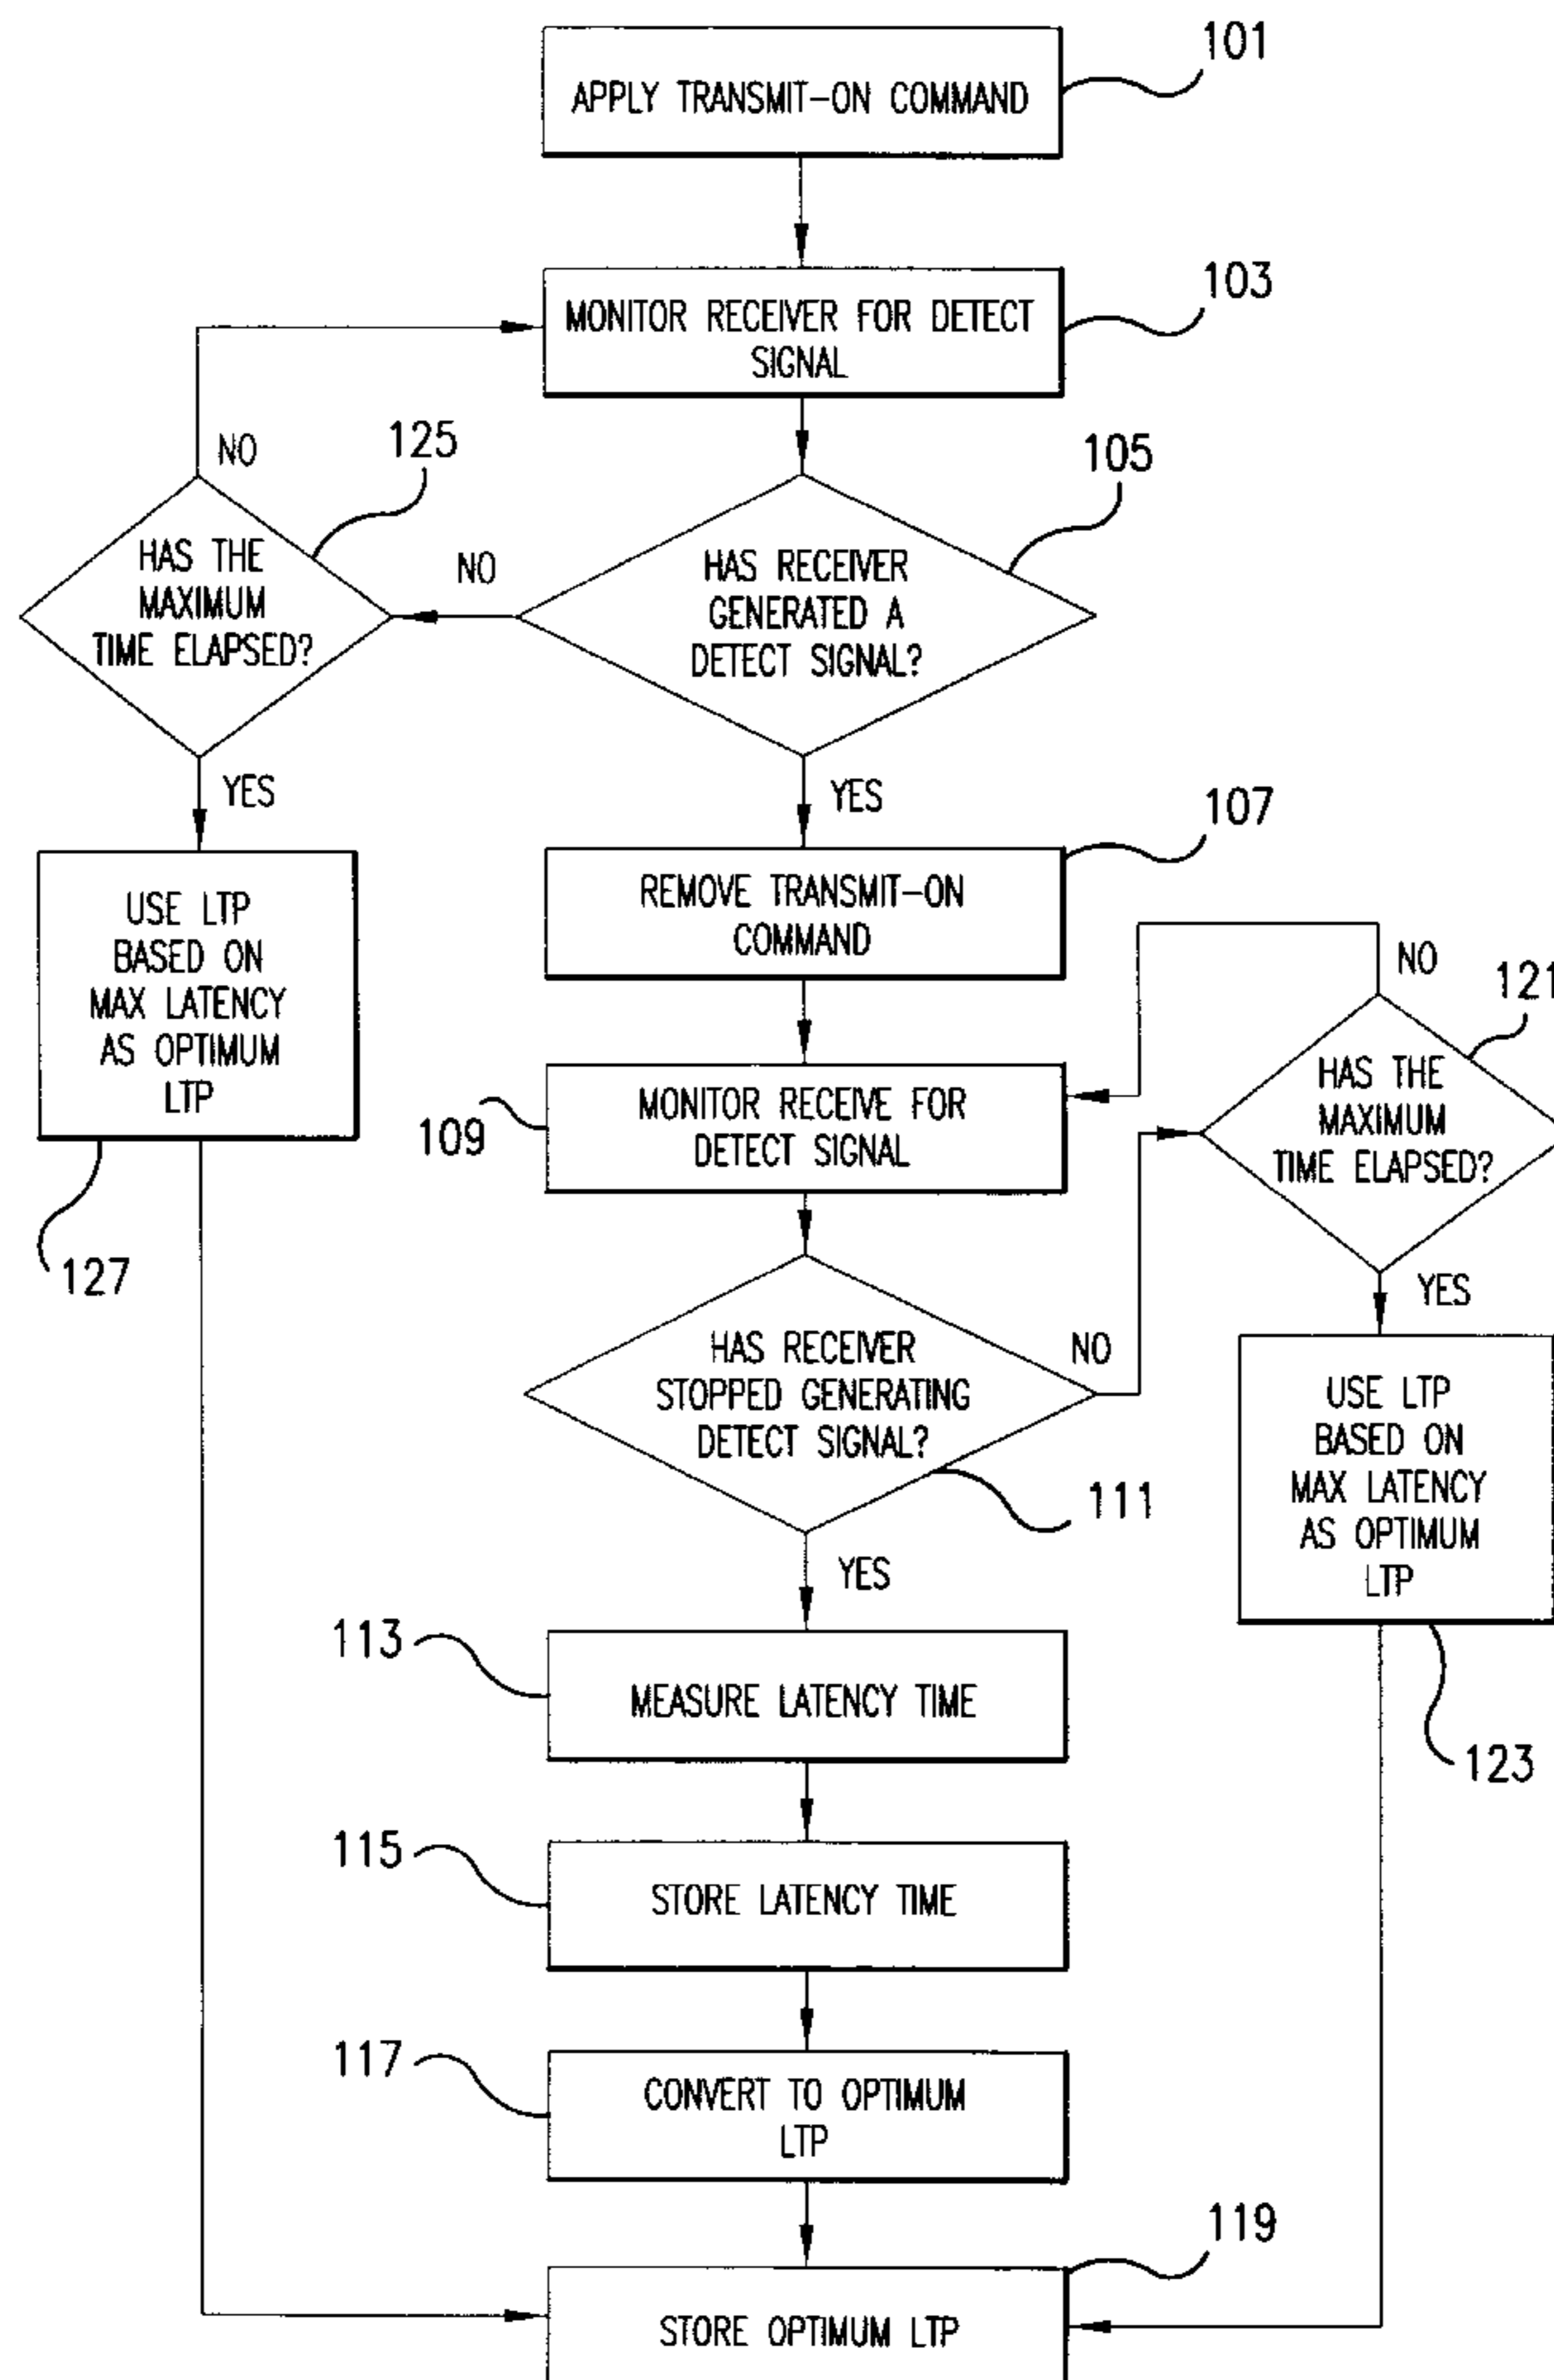 101
APPLY TRANSMIT-ON COMMAND
103
MONITOR RECEIVER FOR DETECT
SIGNAL
NO
125
105
HAS THE
MAXIMUM
TIME ELAPSED?
NO
HAS RECEIVER
GENERATED A
DETECT SIGNAL?
YES
YES
107
USE LTP
BASED ON
MAX LATENCY
AS OPTIMUM
LTP
REMOVE TRANSMIT-ON
COMMAND
NO
121
109
MONITOR RECEIVE FOR
DETECT SIGNAL
HAS THE
MAXIMUM
TIME ELAPSED?
127
YES
HAS RECEIVER
STOPPED GENERATING
DETECT SIGNAL?
NO
111
USE LTP
BASED ON
MAX LATENCY
AS OPTIMUM
LTP
YES
113
MEASURE LATENCY TIME
123
115
STORE LATENCY TIME
117
CONVERT TO OPTIMUM
LTP
119
STORE OPTIMUM LTP